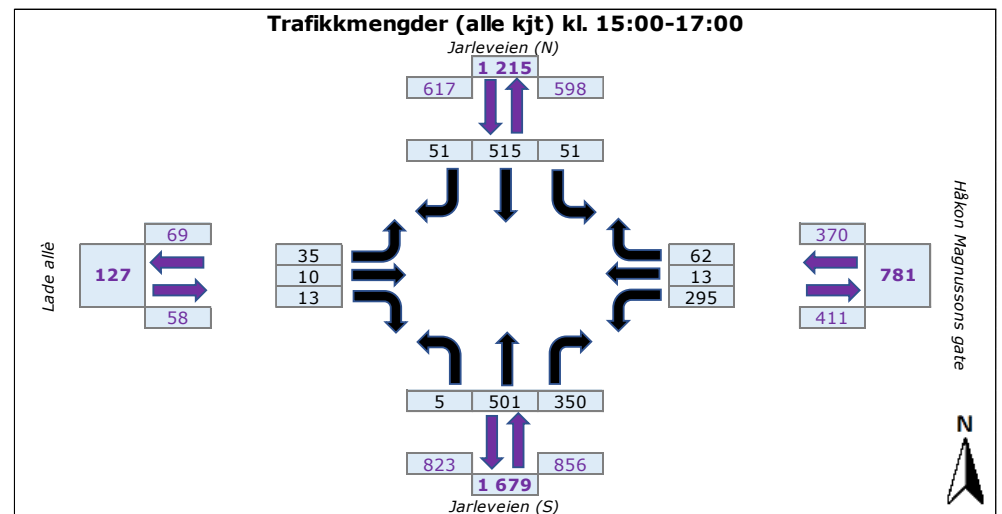 Trafikkmengder (alle kjt) kl. 15:00-17:00
Jarleveien (N)
1 215
617
598
51 515 51
Lade allè
69
127
58
35
10
13
62
13
295
370
781
411
Håkon Magnussons gate
5 501 350
823
856
1 679
Jarleveien (S)
N